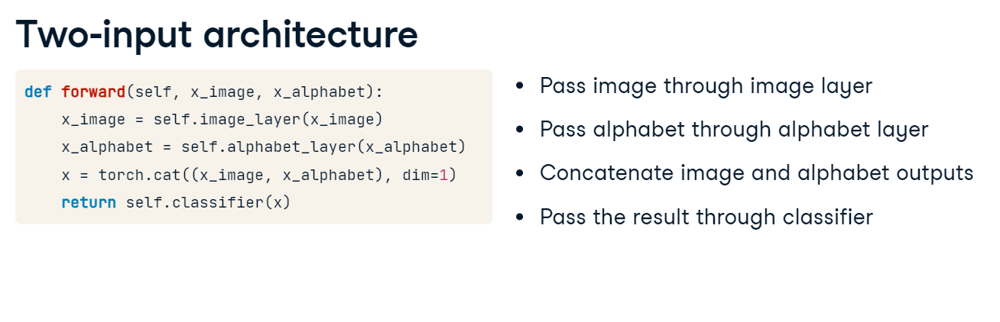 Two-input architecture
def forward(self, x_image, x_alphabet):
    x_image = self.image_layer(x_image)
    x_alphabet = self.alphabet_layer(x_alphabet)
    x = torch.cat((x_image, x_alphabet), dim=1)
    return self.classifier(x)
• Pass image through image layer
• Pass alphabet through alphabet layer
• Concatenate image and alphabet outputs
• Pass the result through classifier